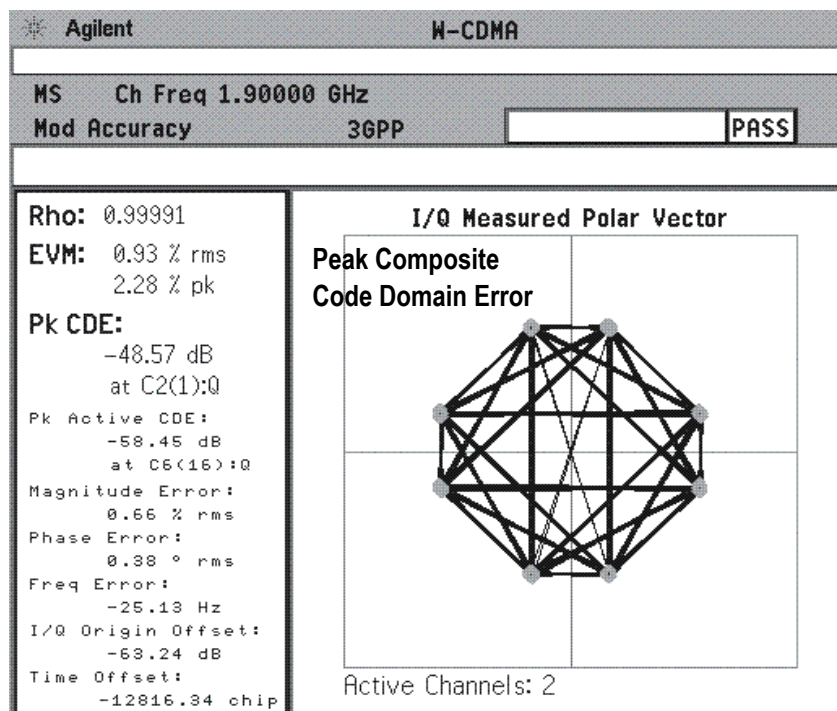 Agilent W-CDMA
MS Ch Freq 1.90000 GHz
Mod Accuracy 3GPP PASS
Rho: 0.99991
EVM: 0.93 % rms
2.28 % pk
Pk CDE:
-48.57 dB
at C2(1):Q
Pk Active CDE:
-58.45 dB
at C6(16):Q
Magnitude Error:
0.66 % rms
Phase Error:
0.38 ° rms
Freq Error:
-25.13 Hz
I/Q Origin Offset:
-63.24 dB
Time Offset:
-12816.34 chip
I/Q Measured Polar Vector
Peak Composite
Code Domain Error
Active Channels: 2